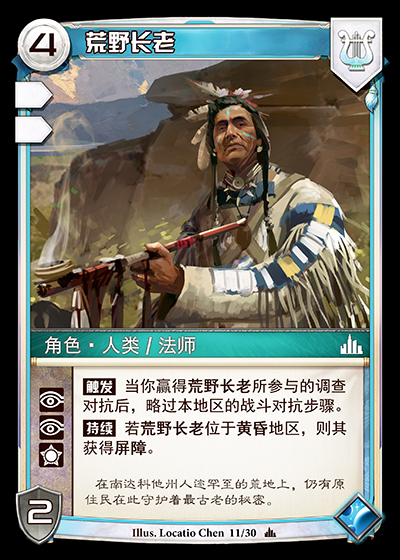 4
荒野长老
角色·人类/法师
触发 当你赢得荒野长老所参与的调查
对抗后，略过本地区的战斗对抗步骤。
持续 若荒野长老位于黄昏地区，则其
获得屏障。
在南达科他州人迹罕至的荒地上，仍有原
住民在此守护着最古老的秘密。
2
Illus. Locatio Chen 11/30